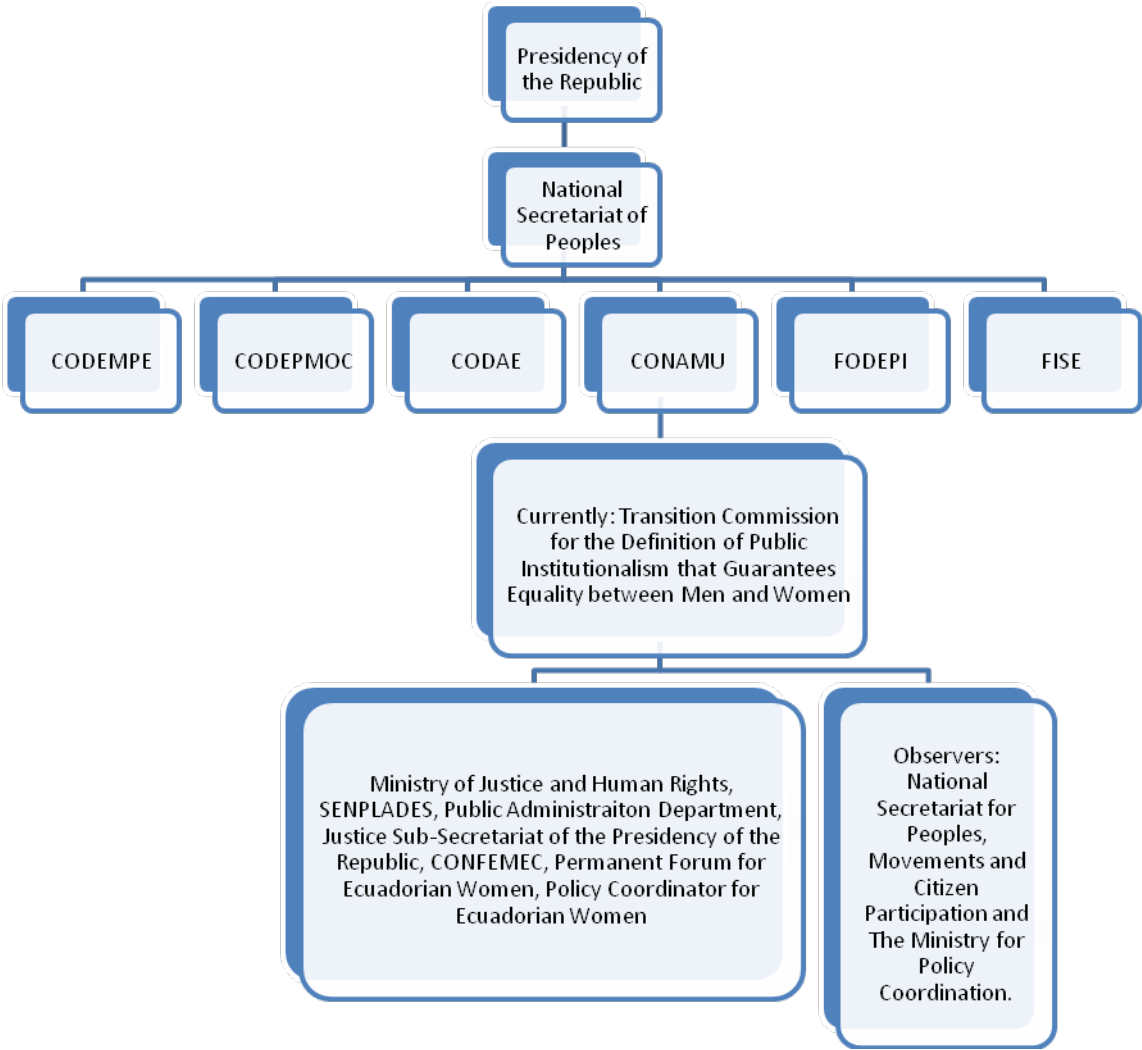 Presidency of
the Republic
National
Secretariat of
Peoples
CODEMPE
CODEPMOC
CODAE
CONAMU
FODEPI
FISE
Currently: Transition Commission
for the Definition of Public
Institutionalism that Guarantees
Equality between Men and Women
Ministry of Justice and Human Rights,
SENPLADES, Public Administraiton Department,
Justice Sub-Secretariat of the Presidency of the
Republic, CONFEMEC, Permanent Forum for
Ecuadorian Women, Policy Coordinator for
Ecuadorian Women
Observers:
National
Secretariat for
Peoples,
Movements and
Citizen
Participation and
The Ministry for
Policy
Coordination.